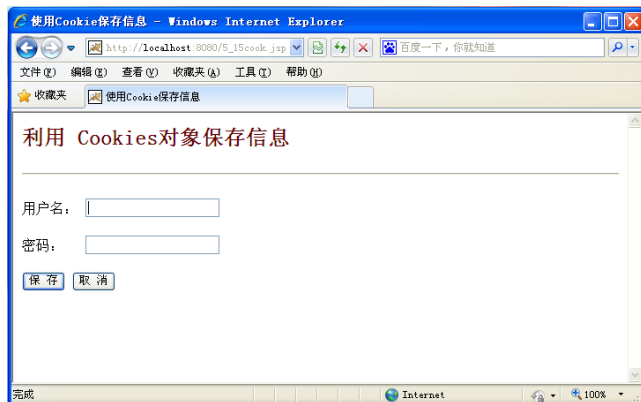 使用Cookie保存信息 - Windows Internet Explorer
http://localhost:8080/5_15cook.jsp
百度一下，你就知道
文件(F) 编辑(E) 查看(V) 收藏夹(A) 工具(T) 帮助(H)
收藏夹 使用Cookie保存信息
利用 Cookies对象保存信息
用户名：
密码：
保 存 取 消
完成 Internet 100%